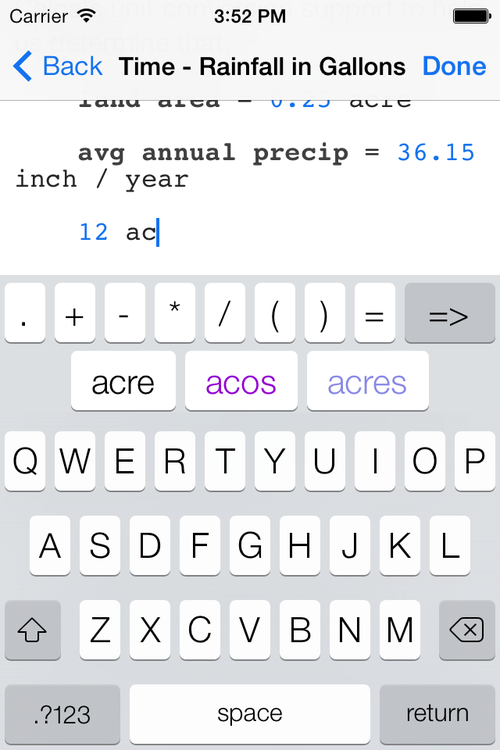 Carrier 3:52 PM
Back Time - Rainfall in Gallons Done
land area = 0.25 acre
avg annual precip = 36.15
inch / year
12 ac
. + - * / ( ) = =>
acre acos acres
Q W E R T Y U I O P
A S D F G H J K L
Z X C V B N M
.?123 space return